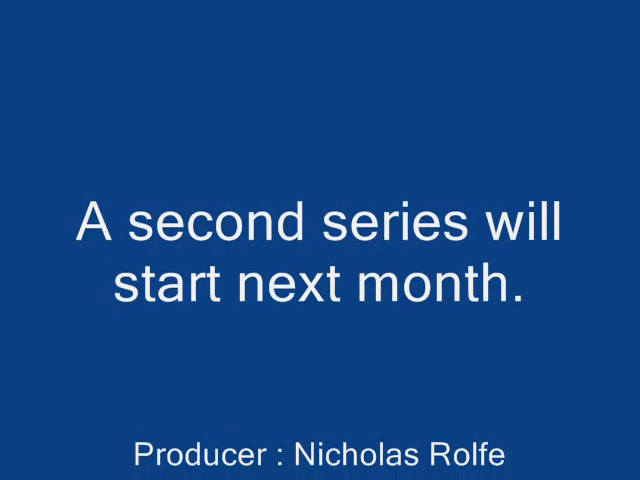 A second series will
start next month.
Producer : Nicholas Rolfe